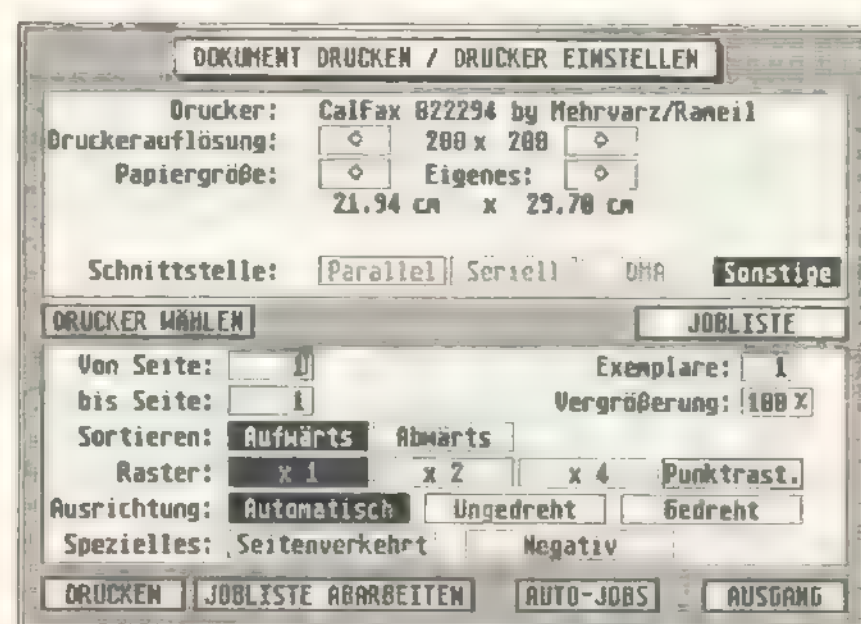 DOKUMENT DRUCKEN / DRUCKER EINSTELLEN
Drucker: CalFax 822294 by Mehrvarz/Rameil
Druckerauflösung: 200 x 200
Papiergröße: Eigenes:
21.94 cm x 29.70 cm
Schnittstelle: Parallel Seriell DMA Sonstige
DRUCKER WÄHLEN JOBLISTE
Von Seite: 1 Exemplare: 1
bis Seite: 1 Vergrößerung: 100 %
Sortieren: Aufwärts Abwärts
Raster: x 1 x 2 x 4 Punktrast.
Ausrichtung: Automatisch Ungedreht Gedreht
Spezielles: Seitenverkehrt Negativ
DRUCKEN JOBLISTE ABARBEITEN AUTO-JOBS AUSGANG